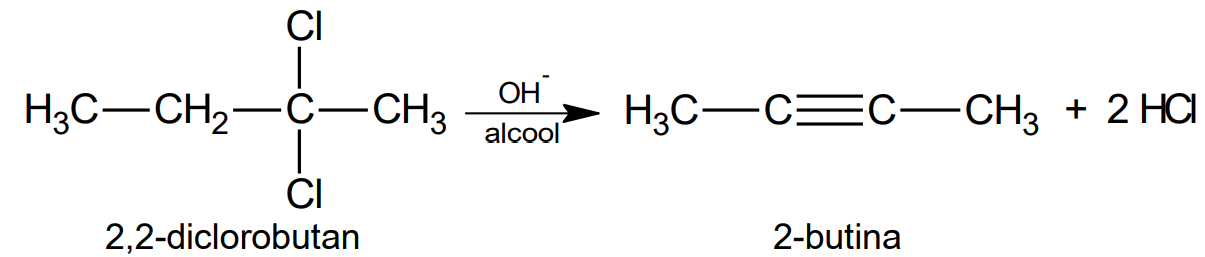 Cl
H₃C—CH₂—C—CH₃ OH⁻ H₃C—C≡C—CH₃ + 2 HCl
alcool
Cl
2,2-diclorobutan 2-butina